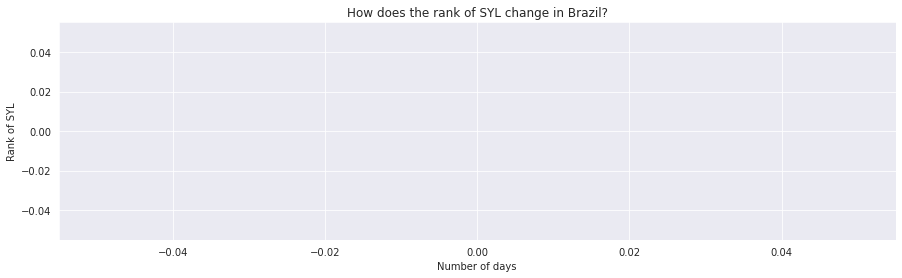 How does the rank of SYL change in Brazil?
0.04
0.02
0.00
−0.02
−0.04
Rank of SYL
−0.04 −0.02 0.00 0.02 0.04
Number of days